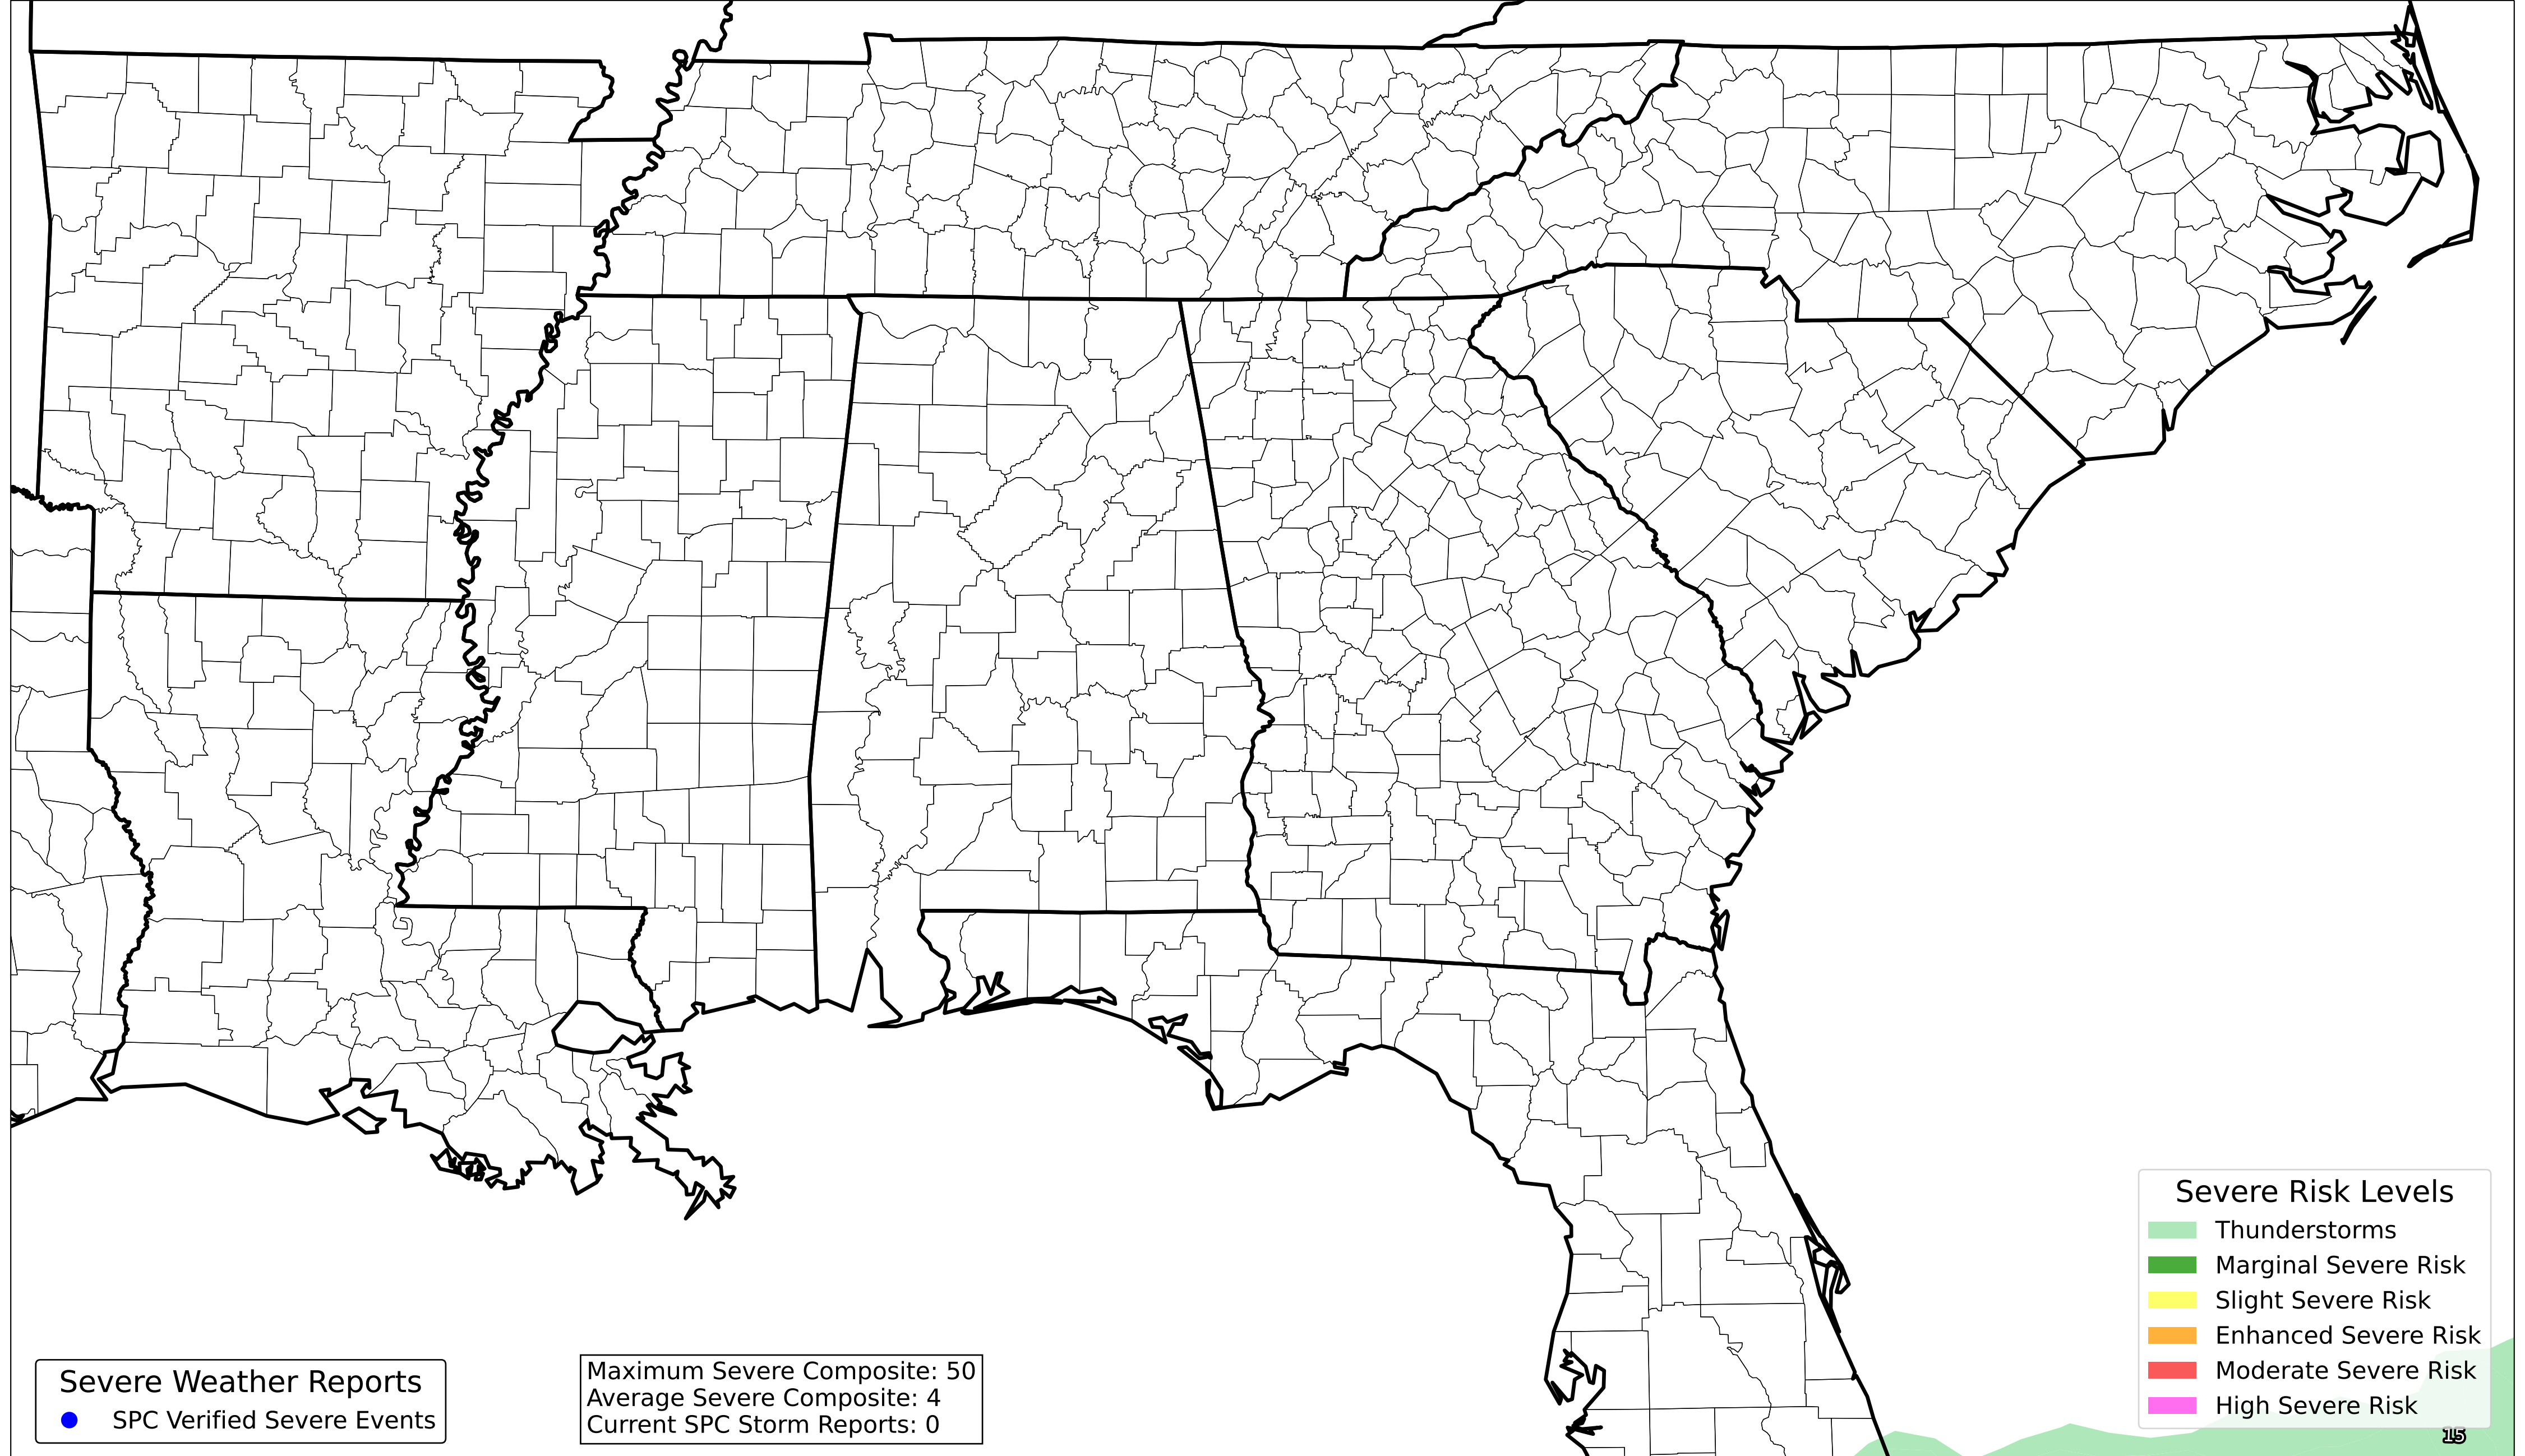 Severe Weather Reports
SPC Verified Severe Events
Maximum Severe Composite: 50
Average Severe Composite: 4
Current SPC Storm Reports: 0
Severe Risk Levels
Thunderstorms
Marginal Severe Risk
Slight Severe Risk
Enhanced Severe Risk
Moderate Severe Risk
High Severe Risk
15